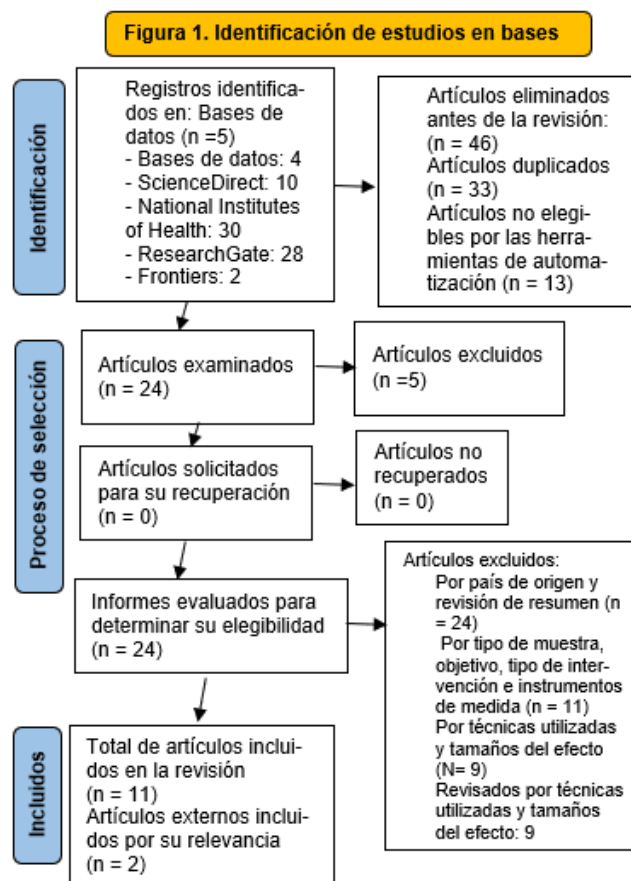 Figura 1. Identificación de estudios en bases
Identificación
Registros identifica-
dos en: Bases de
datos (n =5)
- Bases de datos: 4
- ScienceDirect: 10
- National Institutes
of Health: 30
- ResearchGate: 28
- Frontiers: 2
Artículos eliminados
antes de la revisión:
(n = 46)
Artículos duplicados
(n = 33)
Artículos no elegi-
bles por las herra-
mientas de automa-
tización (n = 13)
Proceso de selección
Artículos examinados
(n = 24)
Artículos excluidos
(n =5)
Artículos solicitados
para su recuperación
(n = 0)
Artículos no
recuperados
(n = 0)
Informes evaluados para
determinar su elegibilidad
(n = 24)
Artículos excluidos:
Por país de origen y
revisión de resumen (n
= 24)
Por tipo de muestra,
objetivo, tipo de inter-
vención e instrumentos
de medida (n = 11)
Por técnicas utilizadas
y tamaños del efecto
(N= 9)
Revisados por técnicas
utilizadas y tamaños
del efecto: 9
Incluidos
Total de artículos inclui-
dos en la revisión
(n = 11)
Artículos externos inclui-
dos por su relevancia
(n = 2)